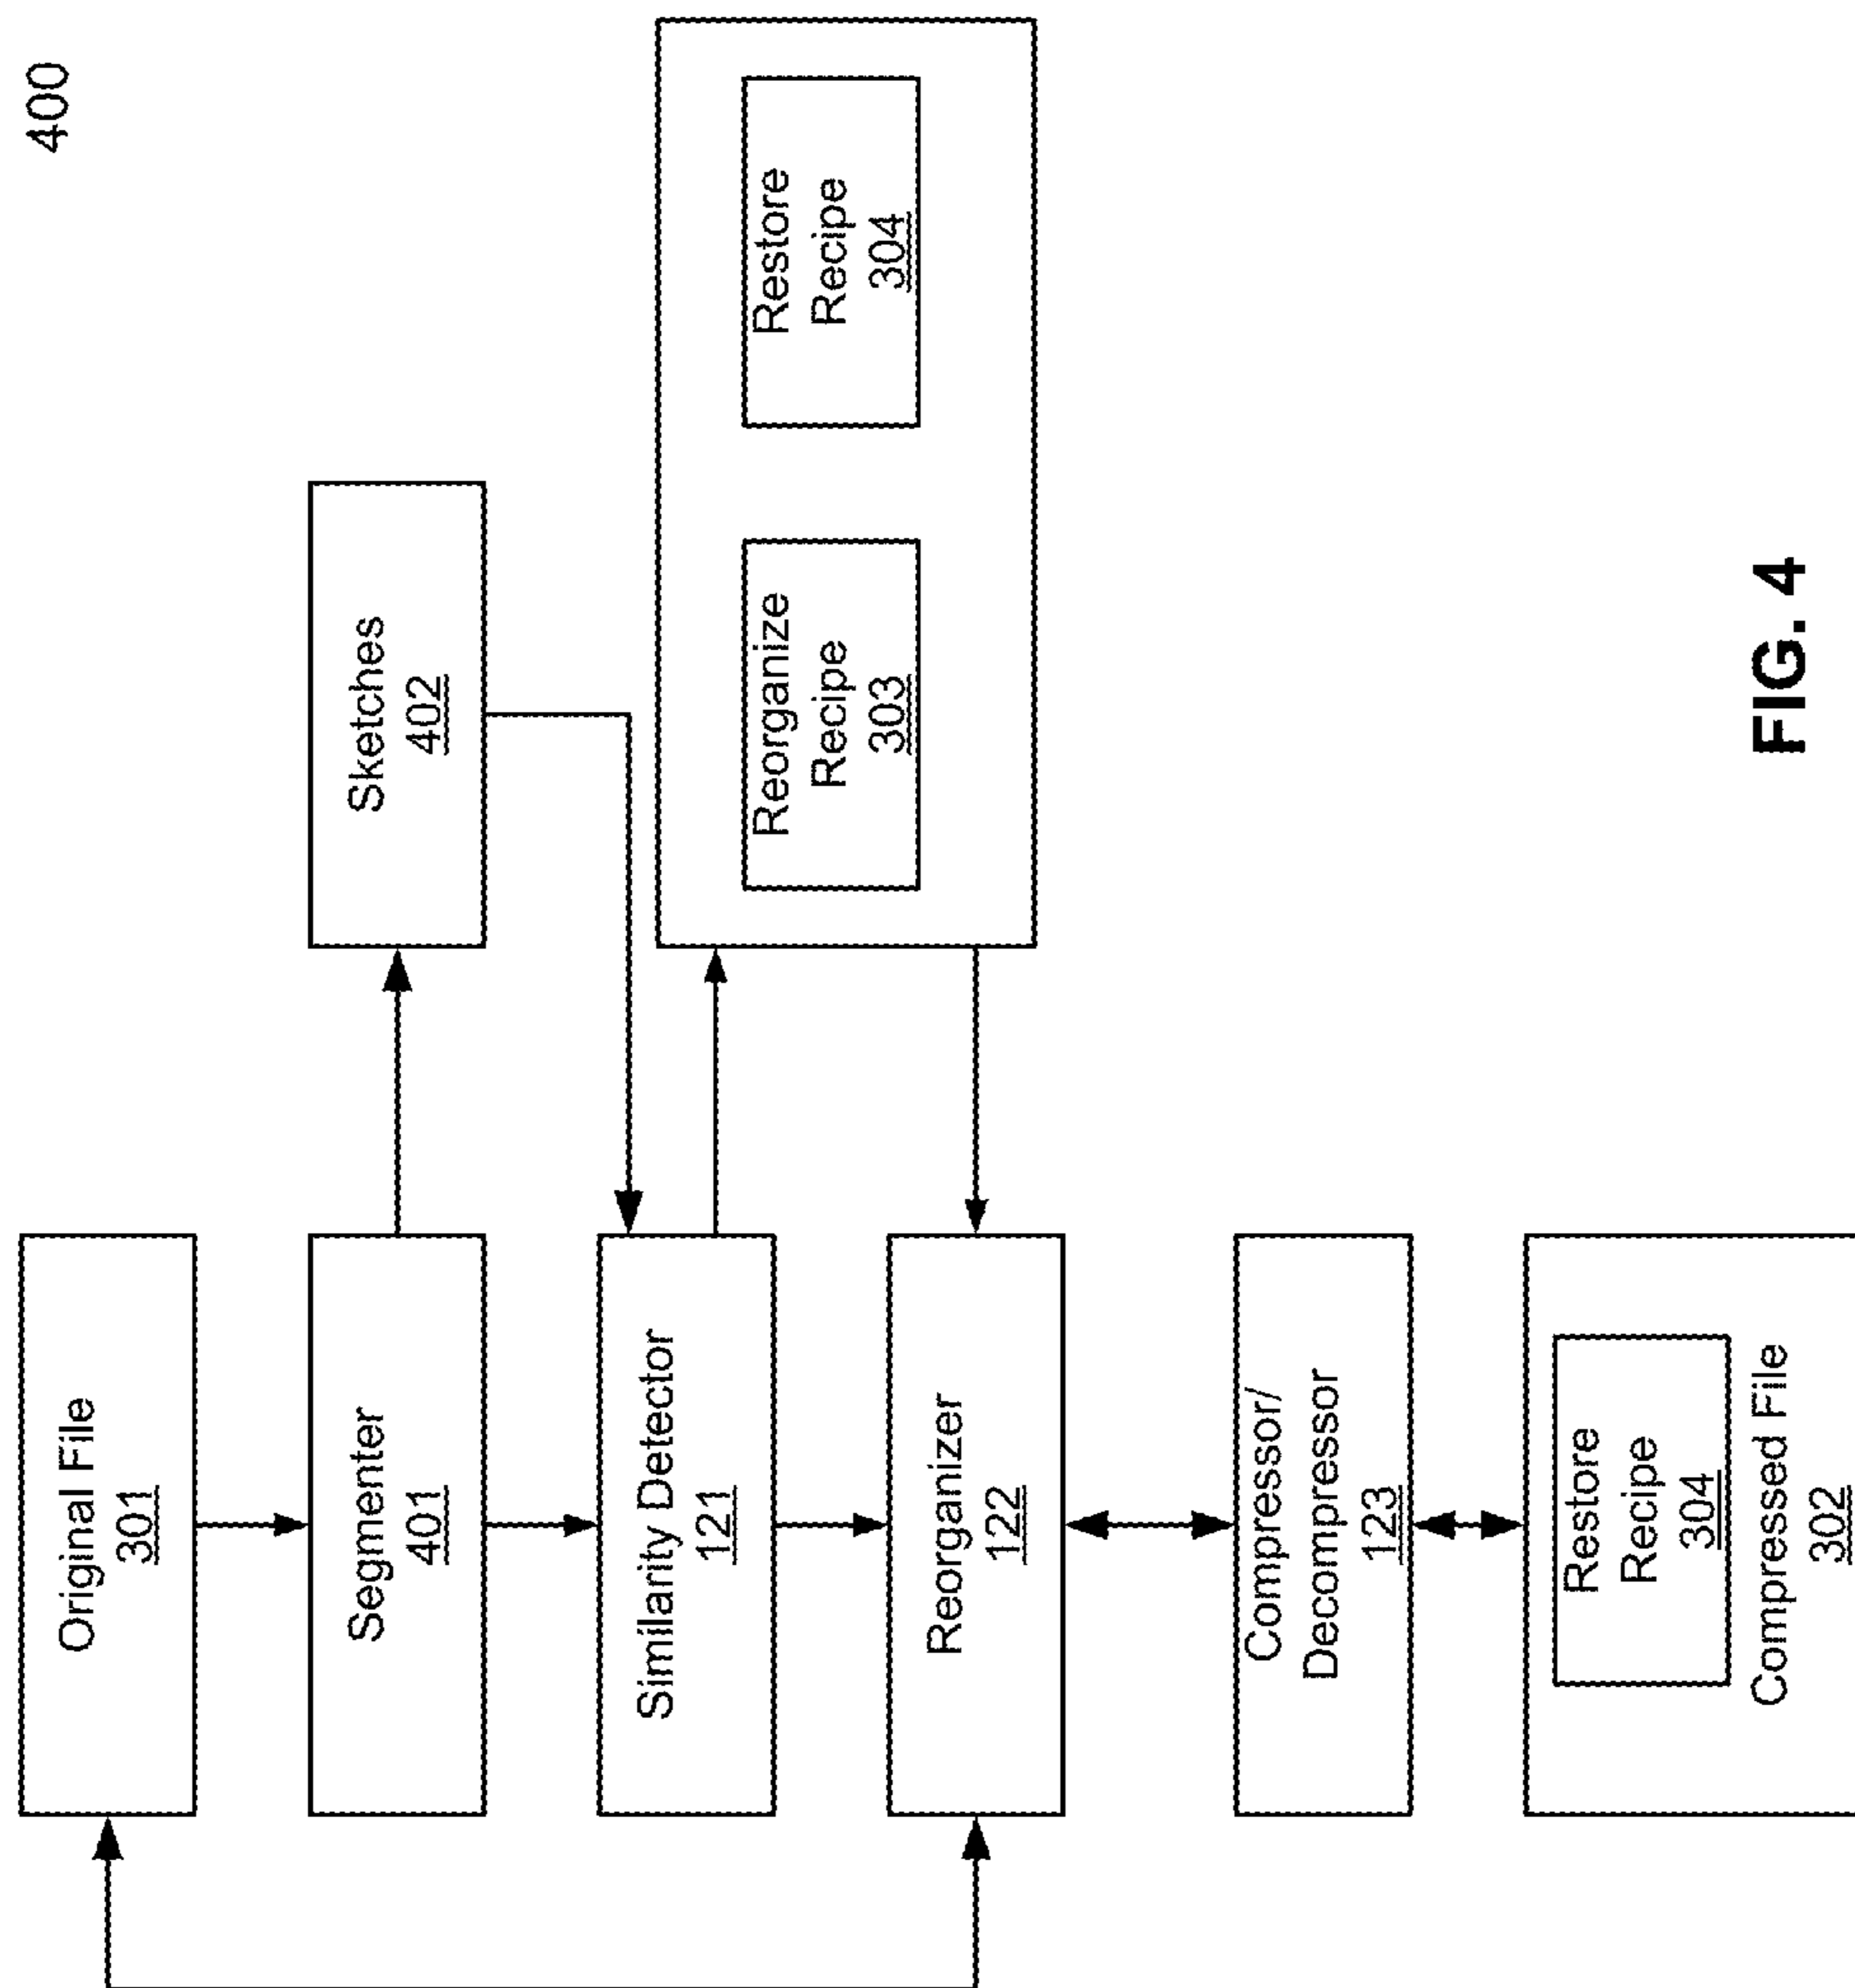 400
Original File
301
Segmenter
401
Sketches
402
Similarity Detector
121
Reorganize
Recipe
303
Restore
Recipe
304
Reorganizer
122
Compressor/
Decompressor
123
Restore
Recipe
304
Compressed File
302
FIG. 4